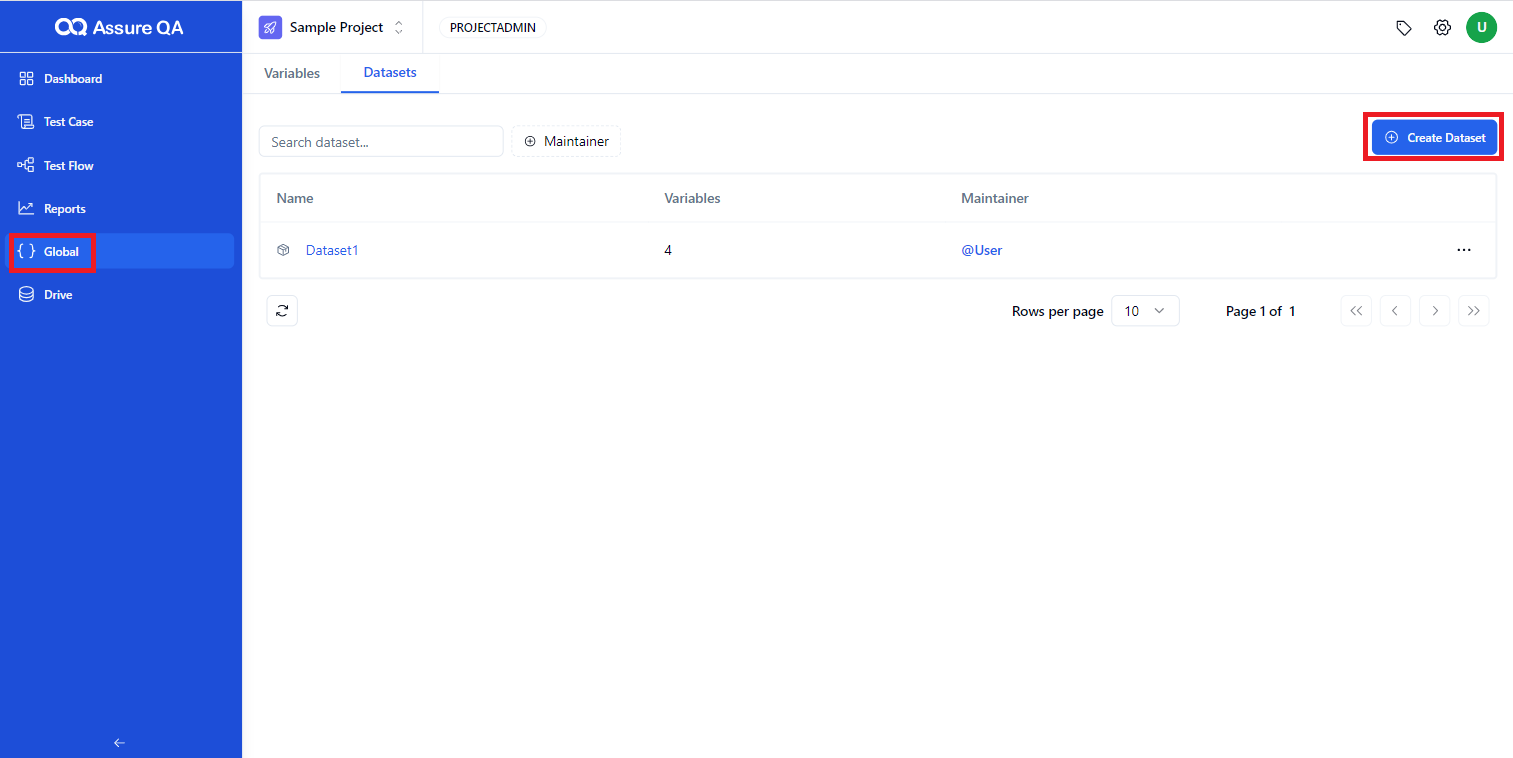 Assure QA
Sample Project
PROJECTADMIN
U
Dashboard
Test Case
Test Flow
Reports
{ } Global
Drive
Variables
Datasets
Search dataset...
Maintainer
Create Dataset
Name Variables Maintainer
Dataset1 4 @User ...
Rows per page 10 Page 1 of 1